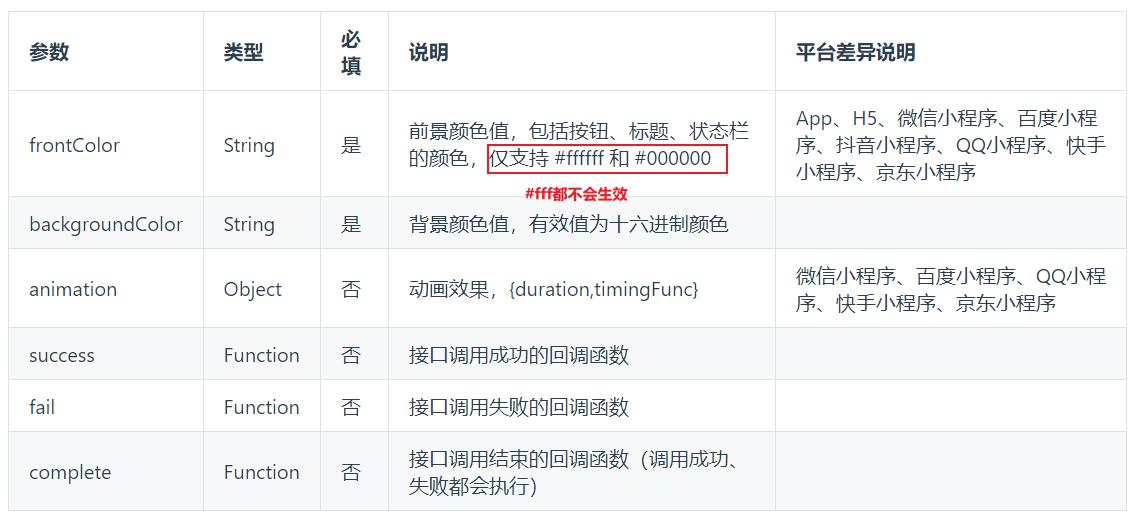 参数 类型 必填 说明 平台差异说明
frontColor String 是 前景颜色值，包括按钮、标题、状态栏的颜色，仅支持 #ffffff 和 #000000 App、H5、微信小程序、百度小程序、抖音小程序、QQ小程序、快手小程序、京东小程序
#fff都不会生效
backgroundColor String 是 背景颜色值，有效值为十六进制颜色
animation Object 否 动画效果，{duration,timingFunc} 微信小程序、百度小程序、QQ小程序、快手小程序、京东小程序
success Function 否 接口调用成功的回调函数
fail Function 否 接口调用失败的回调函数
complete Function 否 接口调用结束的回调函数（调用成功、失败都会执行）